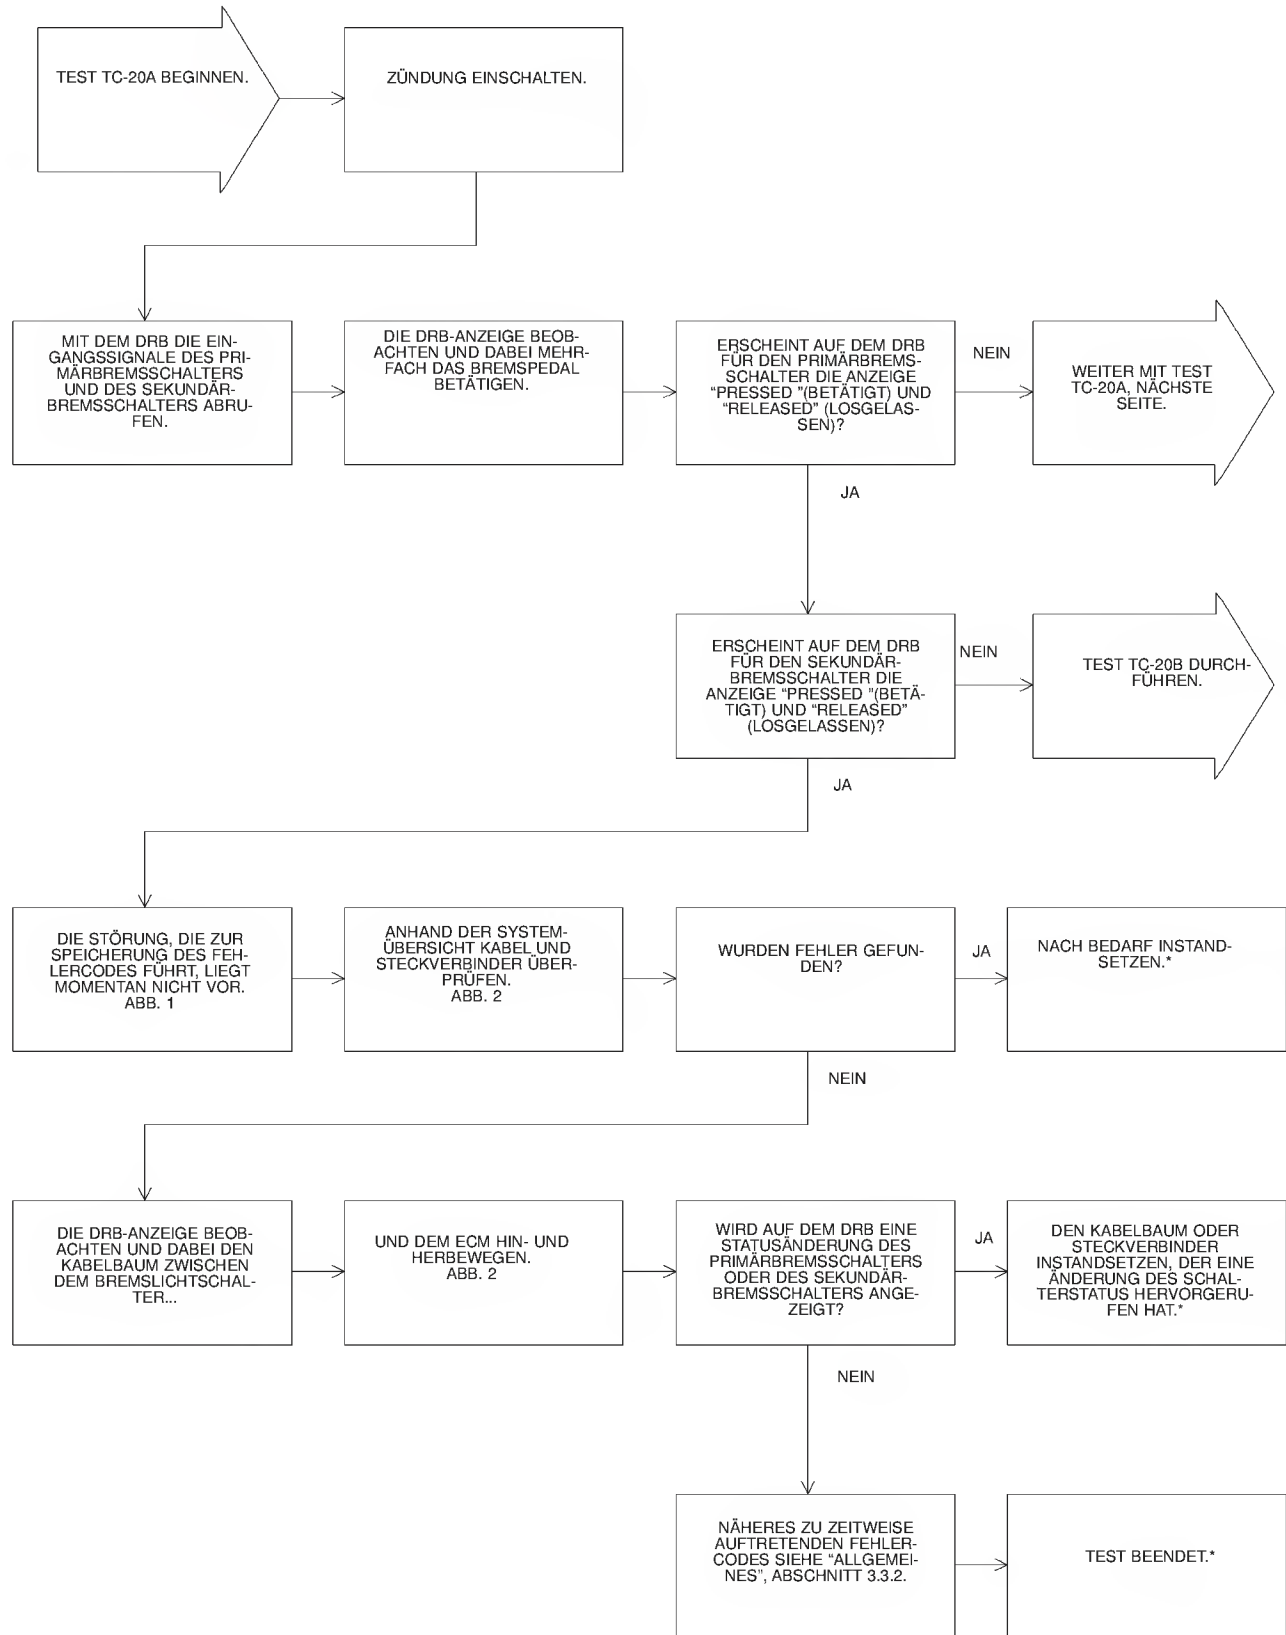 TEST TC-20A BEGINNEN.
ZÜNDUNG EINSCHALTEN.
MIT DEM DRB DIE EIN-
GANGSSIGNALE DES PRI-
MÄRBREMSSCHALTERS
UND DES SEKUNDÄR-
BREMSSCHALTERS ABRU-
FEN.
DIE DRB-ANZEIGE BEOB-
ACHTEN UND DABEI MEHR-
FACH DAS BREMSPEDAL
BETÄTIGEN.
ERSCHEINT AUF DEM DRB
FÜR DEN PRIMÄRBREMS-
SCHALTER DIE ANZEIGE
“PRESSED ”(BETÄTIGT) UND
“RELEASED” (LOSGELAS-
SEN)?
NEIN
WEITER MIT TEST
TC-20A, NÄCHSTE
SEITE.
JA
ERSCHEINT AUF DEM DRB
FÜR DEN SEKUNDÄR-
BREMSSCHALTER DIE
ANZEIGE “PRESSED ”(BETÄ-
TIGT) UND “RELEASED”
(LOSGELASSEN)?
NEIN
TEST TC-20B DURCH-
FÜHREN.
JA
DIE STÖRUNG, DIE ZUR
SPEICHERUNG DES FEH-
LERCODES FÜHRT, LIEGT
MOMENTAN NICHT VOR.
ABB. 1
ANHAND DER SYSTEM-
ÜBERSICHT KABEL UND
STECKVERBINDER ÜBER-
PRÜFEN.
ABB. 2
WURDEN FEHLER GEFUN-
DEN?
JA
NACH BEDARF INSTAND-
SETZEN.*
NEIN
DIE DRB-ANZEIGE BEOB-
ACHTEN UND DABEI DEN
KABELBAUM ZWISCHEN
DEM BREMSLICHTSCHAL-
TER...
UND DEM ECM HIN- UND
HERBEWEGEN.
ABB. 2
WIRD AUF DEM DRB EINE
STATUSÄNDERUNG DES
PRIMÄRBREMSSCHALTERS
ODER DES SEKUNDÄR-
BREMSSCHALTERS ANGE-
ZEIGT?
JA
DEN KABELBAUM ODER
STECKVERBINDER
INSTANDSETZEN, DER EINE
ÄNDERUNG DES SCHAL-
TERSTATUS HERVORGERU-
FEN HAT.*
NEIN
NÄHERES ZU ZEITWEISE
AUFTRETENDEN FEHLER-
CODES SIEHE “ALLGEMEI-
NES”, ABSCHNITT 3.3.2.
TEST BEENDET.*